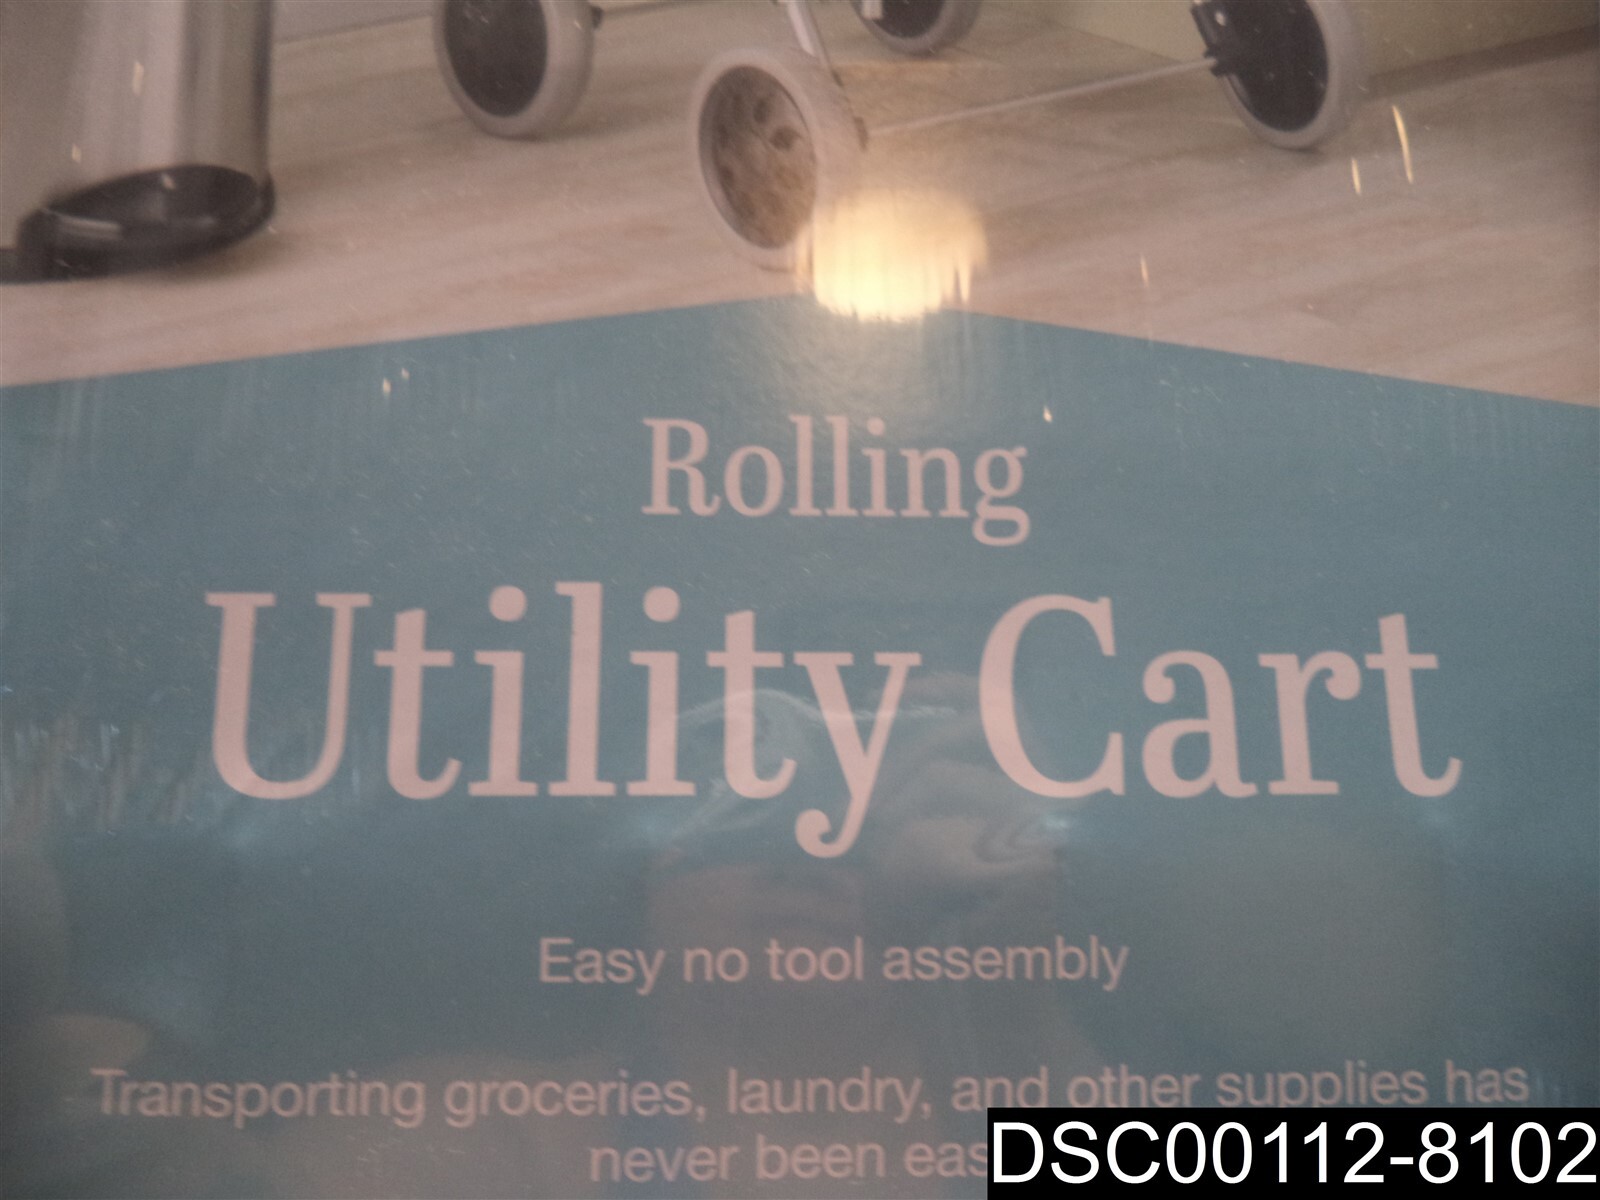 Rolling
Utility Cart
Easy no tool assembly
Transporting groceries, laundry, and other supplies has
never been eas
DSC00112-8102